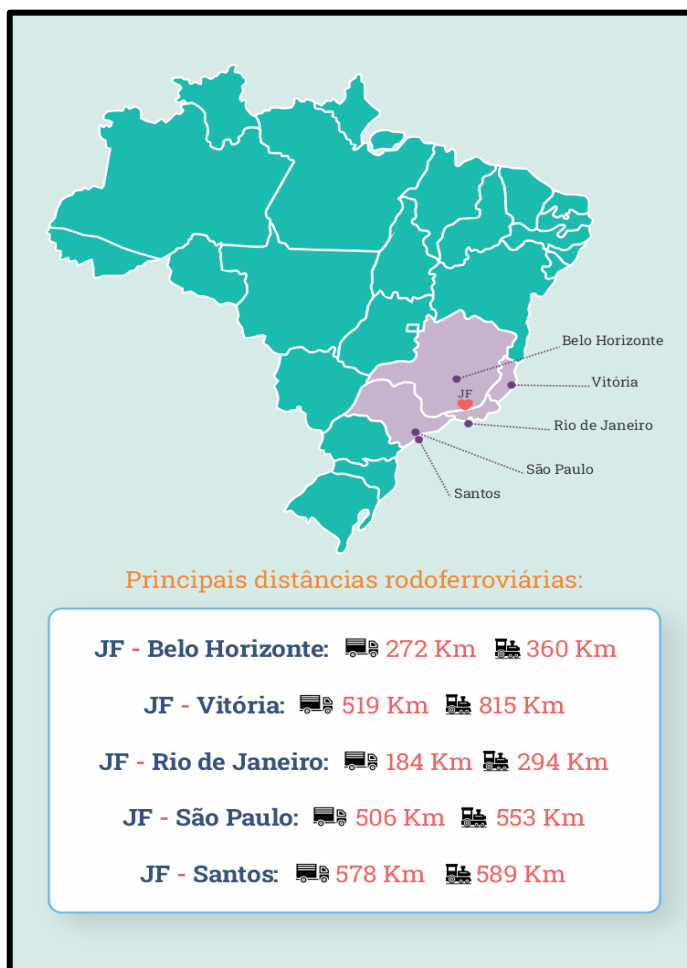 Belo Horizonte
JF
Vitória
Rio de Janeiro
São Paulo
Santos
Principais distâncias rodoferroviárias:
JF - Belo Horizonte: 272 Km 360 Km
JF - Vitória: 519 Km 815 Km
JF - Rio de Janeiro: 184 Km 294 Km
JF - São Paulo: 506 Km 553 Km
JF - Santos: 578 Km 589 Km